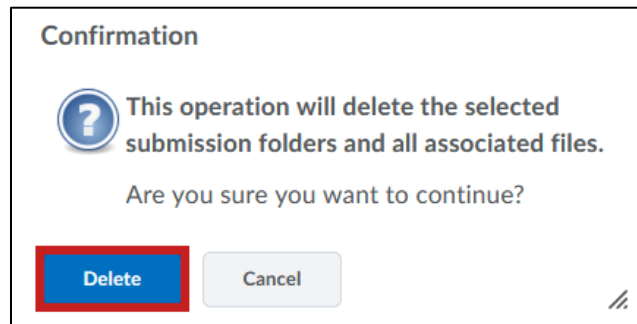 Confirmation
This operation will delete the selected
submission folders and all associated files.
Are you sure you want to continue?
Delete
Cancel